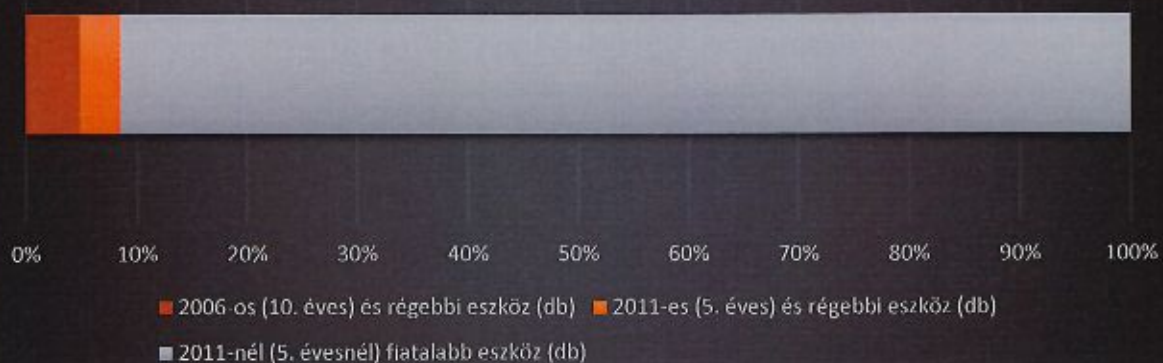 0% 10% 20% 30% 40% 50% 60% 70% 80% 90% 100%
2006-os (10. éves) és régebbi eszköz (db) 2011-es (5. éves) és régebbi eszköz (db)
2011-nél (5. évesnél) fiatalabb eszköz (db)